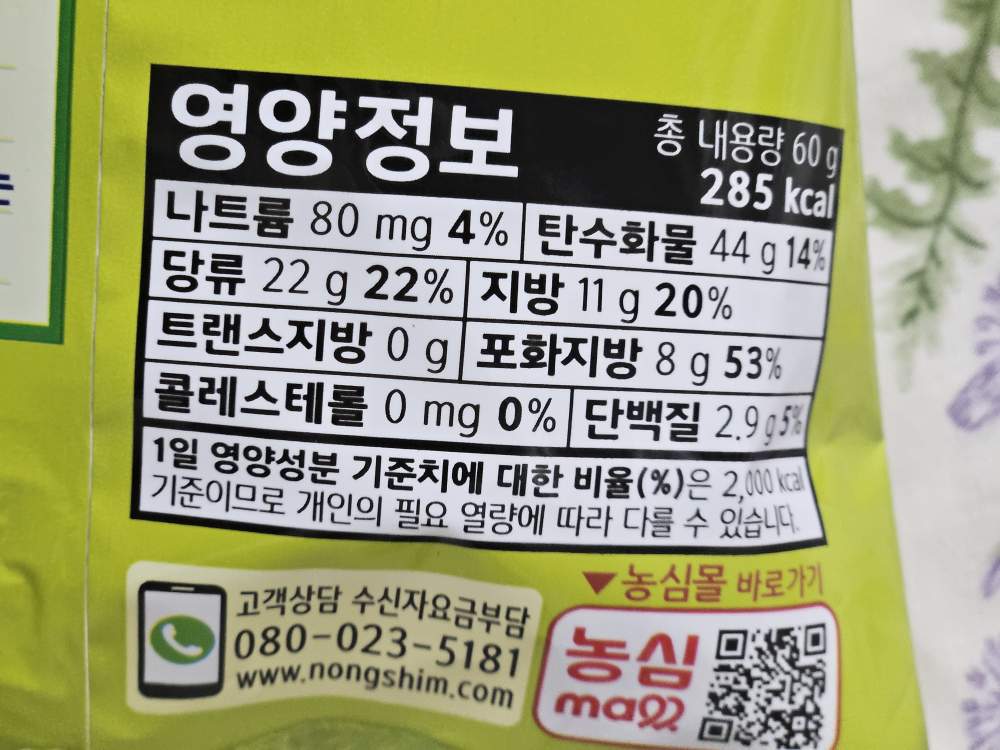 영양정보
총 내용량 60 g
285 kcal
나트륨 80 mg 4% 탄수화물 44 g 14%
당류 22 g 22% 지방 11 g 20%
트랜스지방 0 g 포화지방 8 g 53%
콜레스테롤 0 mg 0% 단백질 2.9 g 5%
1일 영양성분 기준치에 대한 비율(%)은 2,000 kcal
기준이므로 개인의 필요 열량에 따라 다를 수 있습니다.
고객상담 수신자요금부담
080-023-5181
www.nongshim.com
▼농심몰 바로가기
농심
mall